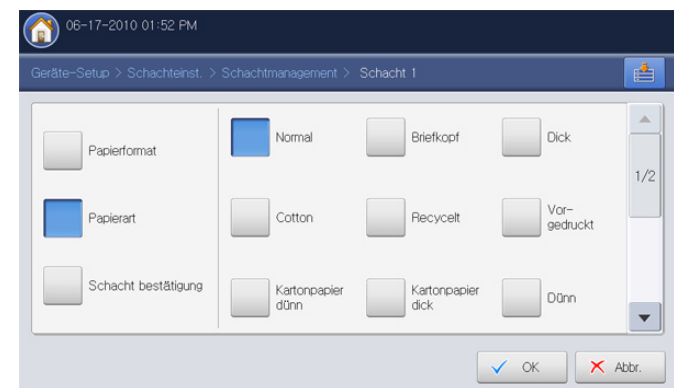 06-17-2010 01:52 PM
Geräte-Setup > Schachteinst. > Schachtmanagement > Schacht 1
Papierformat
Papierart
Schacht bestätigung
Normal
Briefkopf
Dick
Cotton
Recycelt
Vor-
gedruckt
Kartonpapier
dünn
Kartonpapier
dick
Dünn
1/2
OK
Abbr.